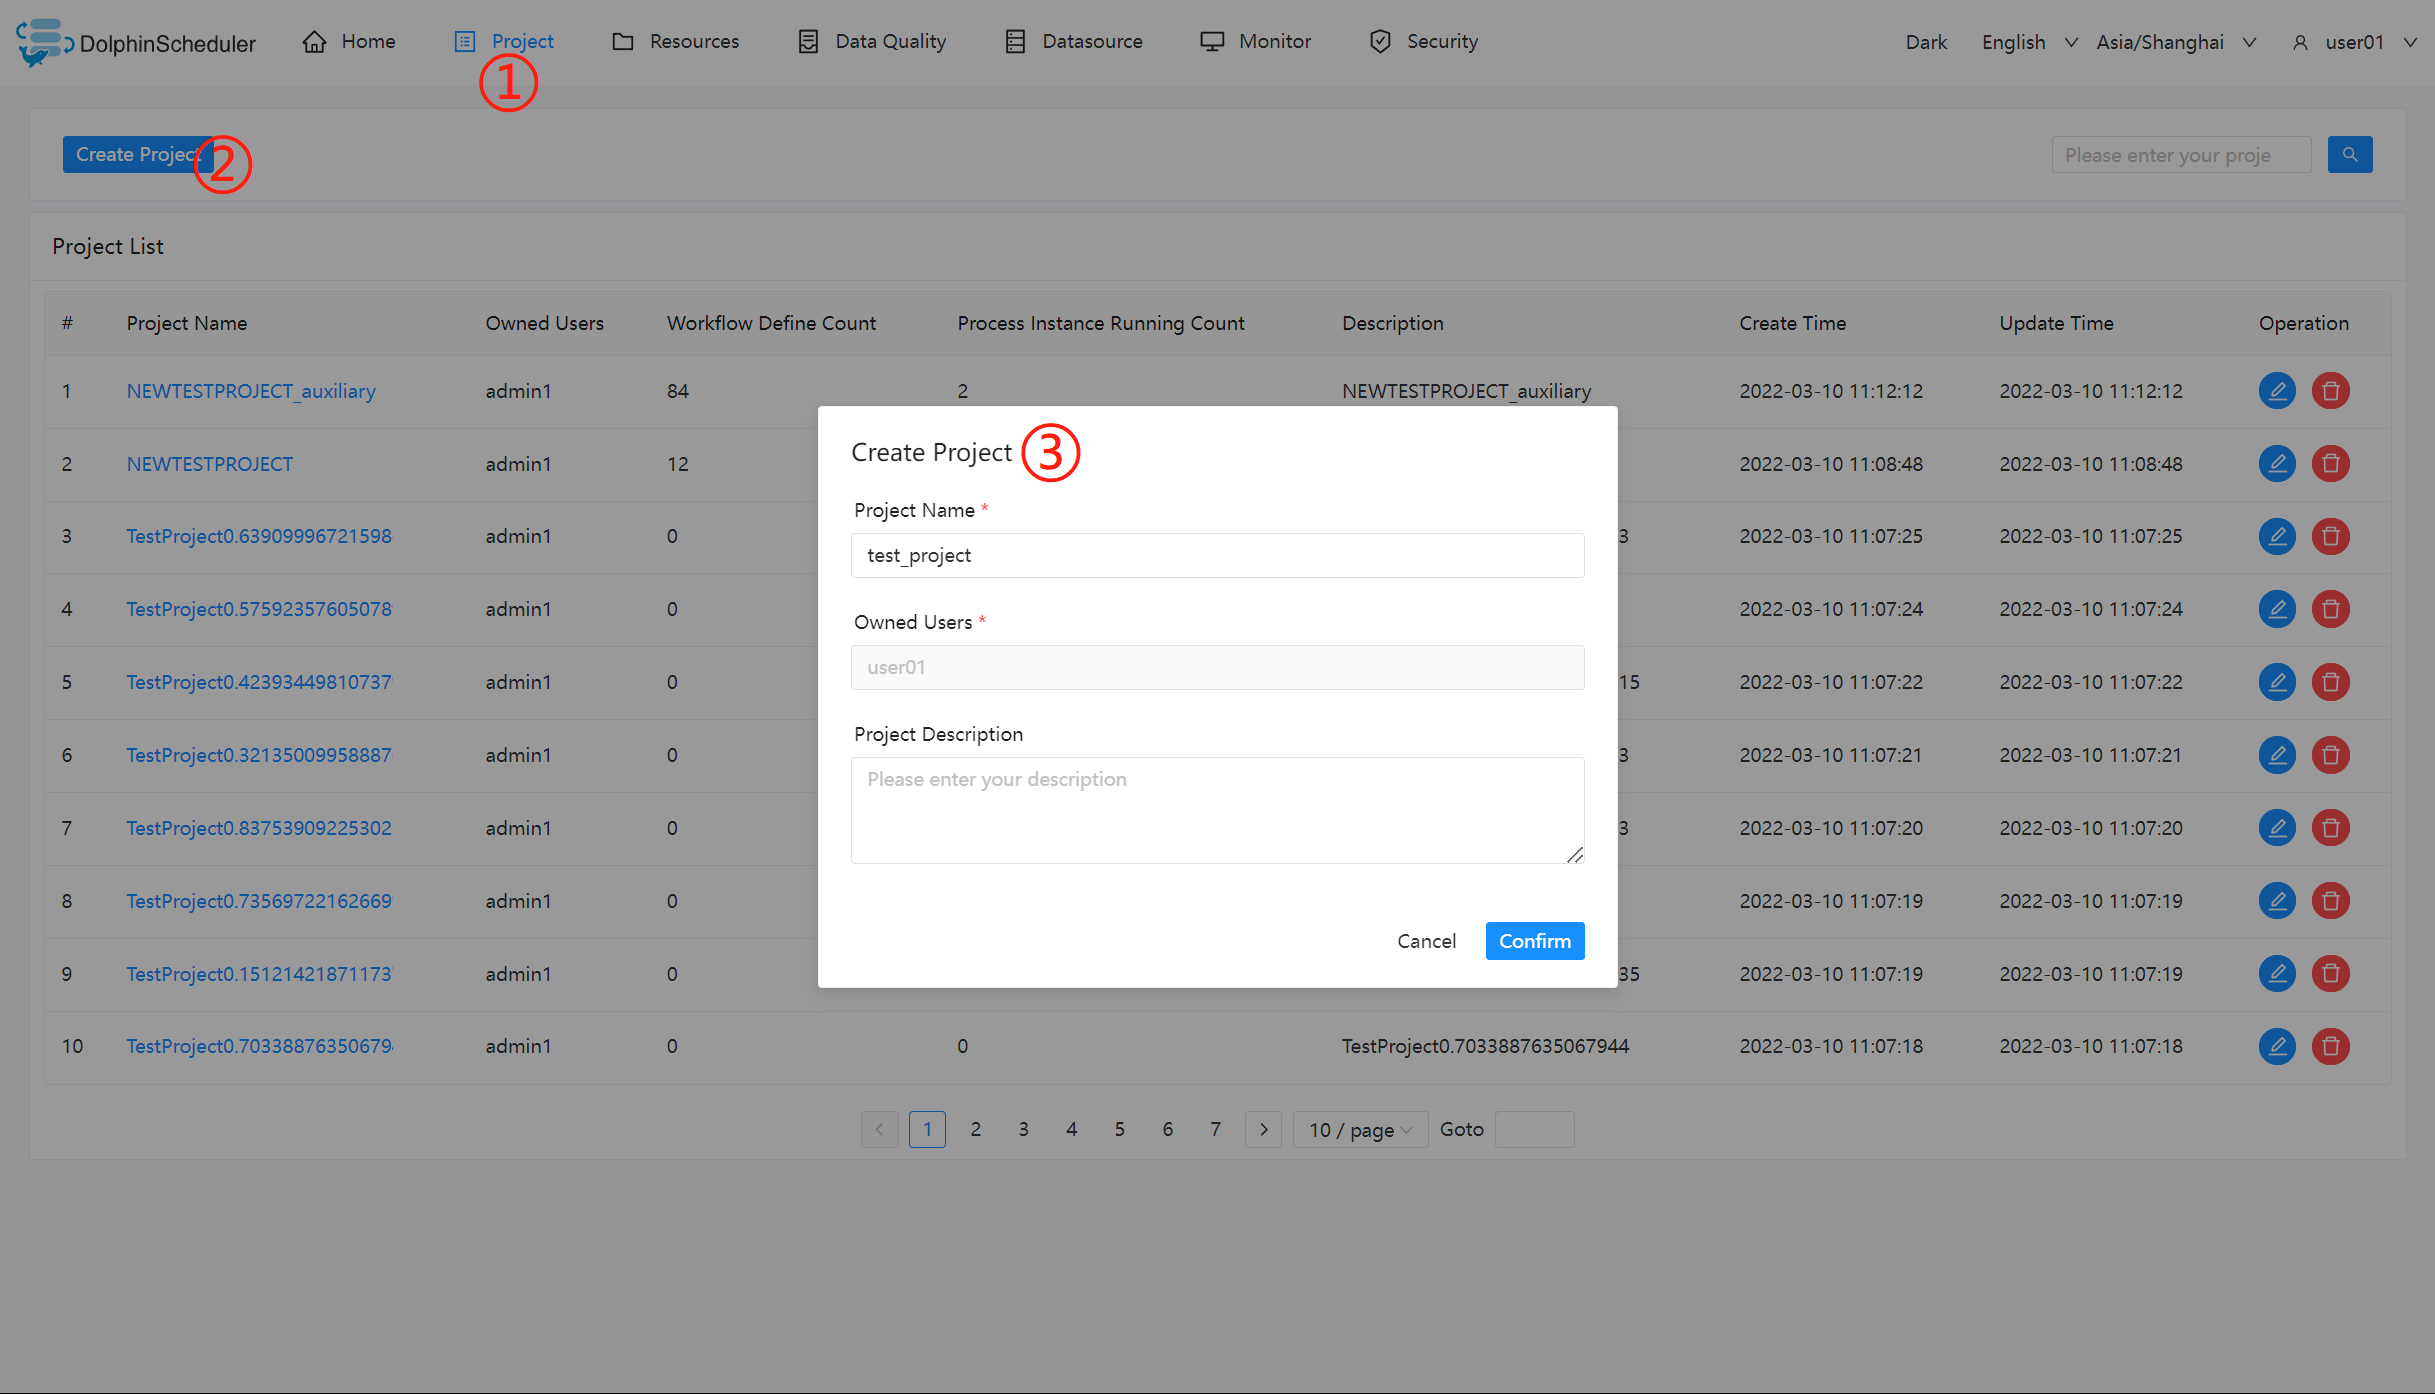 DolphinScheduler Home Project Resources Data Quality Datasource Monitor Security Dark English Asia/Shanghai user01
①
Create Project ② Please enter your proje
Project List
# Project Name Owned Users Workflow Define Count Process Instance Running Count Description Create Time Update Time Operation
1 NEWTESTPROJECT_auxiliary admin1 84 2 NEWTESTPROJECT_auxiliary 2022-03-10 11:12:12 2022-03-10 11:12:12
2 NEWTESTPROJECT admin1 12 2022-03-10 11:08:48 2022-03-10 11:08:48
3 TestProject0.63909996721598 admin1 0 3 2022-03-10 11:07:25 2022-03-10 11:07:25
4 TestProject0.57592357605078 admin1 0 2022-03-10 11:07:24 2022-03-10 11:07:24
5 TestProject0.42393449810737 admin1 0 15 2022-03-10 11:07:22 2022-03-10 11:07:22
6 TestProject0.32135009958887 admin1 0 3 2022-03-10 11:07:21 2022-03-10 11:07:21
7 TestProject0.83753909225302 admin1 0 3 2022-03-10 11:07:20 2022-03-10 11:07:20
8 TestProject0.73569722162669 admin1 0 2022-03-10 11:07:19 2022-03-10 11:07:19
9 TestProject0.15121421871173 admin1 0 35 2022-03-10 11:07:19 2022-03-10 11:07:19
10 TestProject0.70338876350679 admin1 0 0 TestProject0.7033887635067944 2022-03-10 11:07:18 2022-03-10 11:07:18
Create Project ③
Project Name *
test_project
Owned Users *
user01
Project Description
Please enter your description
Cancel Confirm
1 2 3 4 5 6 7 10 / page Goto